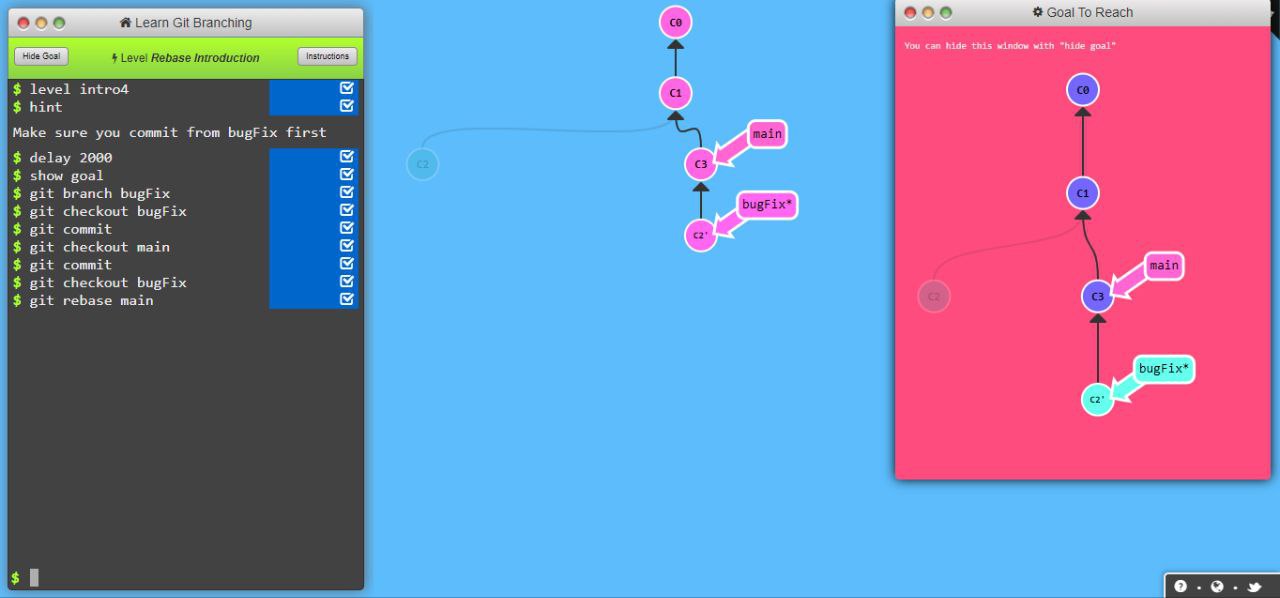 Learn Git Branching
Hide Goal
Level Rebase Introduction
Instructions
$ level intro4
$ hint
Make sure you commit from bugFix first
$ delay 2000
$ show goal
$ git branch bugFix
$ git checkout bugFix
$ git commit
$ git checkout main
$ git commit
$ git checkout bugFix
$ git rebase main
$
C0
C1
main
C2
C3
bugFix*
C2'
Goal To Reach
You can hide this window with "hide goal"
C0
C1
main
C2
C3
bugFix*
C2'